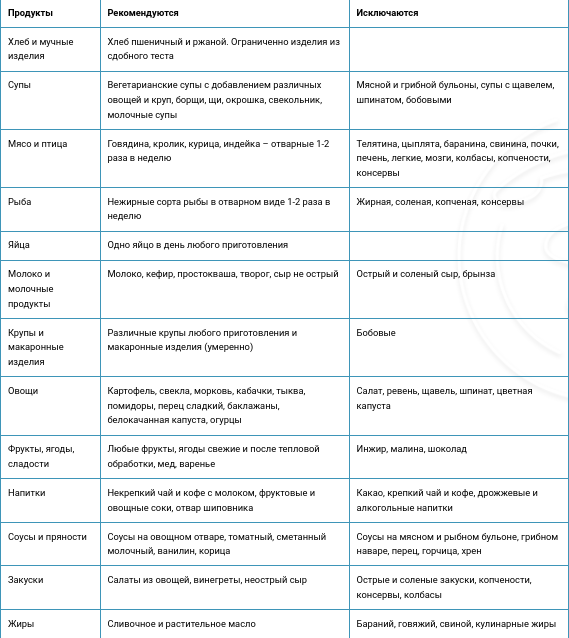 Продукты
Рекомендуются
Исключаются
Хлеб и мучные
изделия
Хлеб пшеничный и ржаной. Ограниченно изделия из
сдобного теста
Супы
Вегетарианские супы с добавлением различных
овощей и круп, борщи, щи, окрошка, свекольник,
молочные супы
Мясной и грибной бульоны, супы с щавелем,
шпинатом, бобовыми
Мясо и птица
Говядина, кролик, курица, индейка – отварные 1-2
раза в неделю
Телятина, цыплята, баранина, свинина, почки,
печень, легкие, мозги, колбасы, копчености,
консервы
Рыба
Нежирные сорта рыбы в отварном виде 1-2 раза в
неделю
Жирная, соленая, копченая, консервы
Яйца
Одно яйцо в день любого приготовления
Молоко и
молочные
продукты
Молоко, кефир, простокваша, творог, сыр не острый
Острый и соленый сыр, брынза
Крупы и
макаронные
изделия
Различные крупы любого приготовления и
макаронные изделия (умеренно)
Бобовые
Овощи
Картофель, свекла, морковь, кабачки, тыква,
помидоры, перец сладкий, баклажаны,
белокачанная капуста, огурцы
Салат, ревень, щавель, шпинат, цветная
капуста
Фрукты, ягоды,
сладости
Любые фрукты, ягоды свежие и после тепловой
обработки, мед, варенье
Инжир, малина, шоколад
Напитки
Некрепкий чай и кофе с молоком, фруктовые и
овощные соки, отвар шиповника
Какао, крепкий чай и кофе, дрожжевые и
алкогольные напитки
Соусы и пряности
Соусы на овощном отваре, томатный, сметанный
молочный, ванилин, корица
Соусы на мясном и рыбном бульоне, грибном
наваре, перец, горчица, хрен
Закуски
Салаты из овощей, винегреты, неострый сыр
Острые и соленые закуски, копчености,
консервы, колбасы
Жиры
Сливочное и растительное масло
Бараний, говяжий, свиной, кулинарные жиры